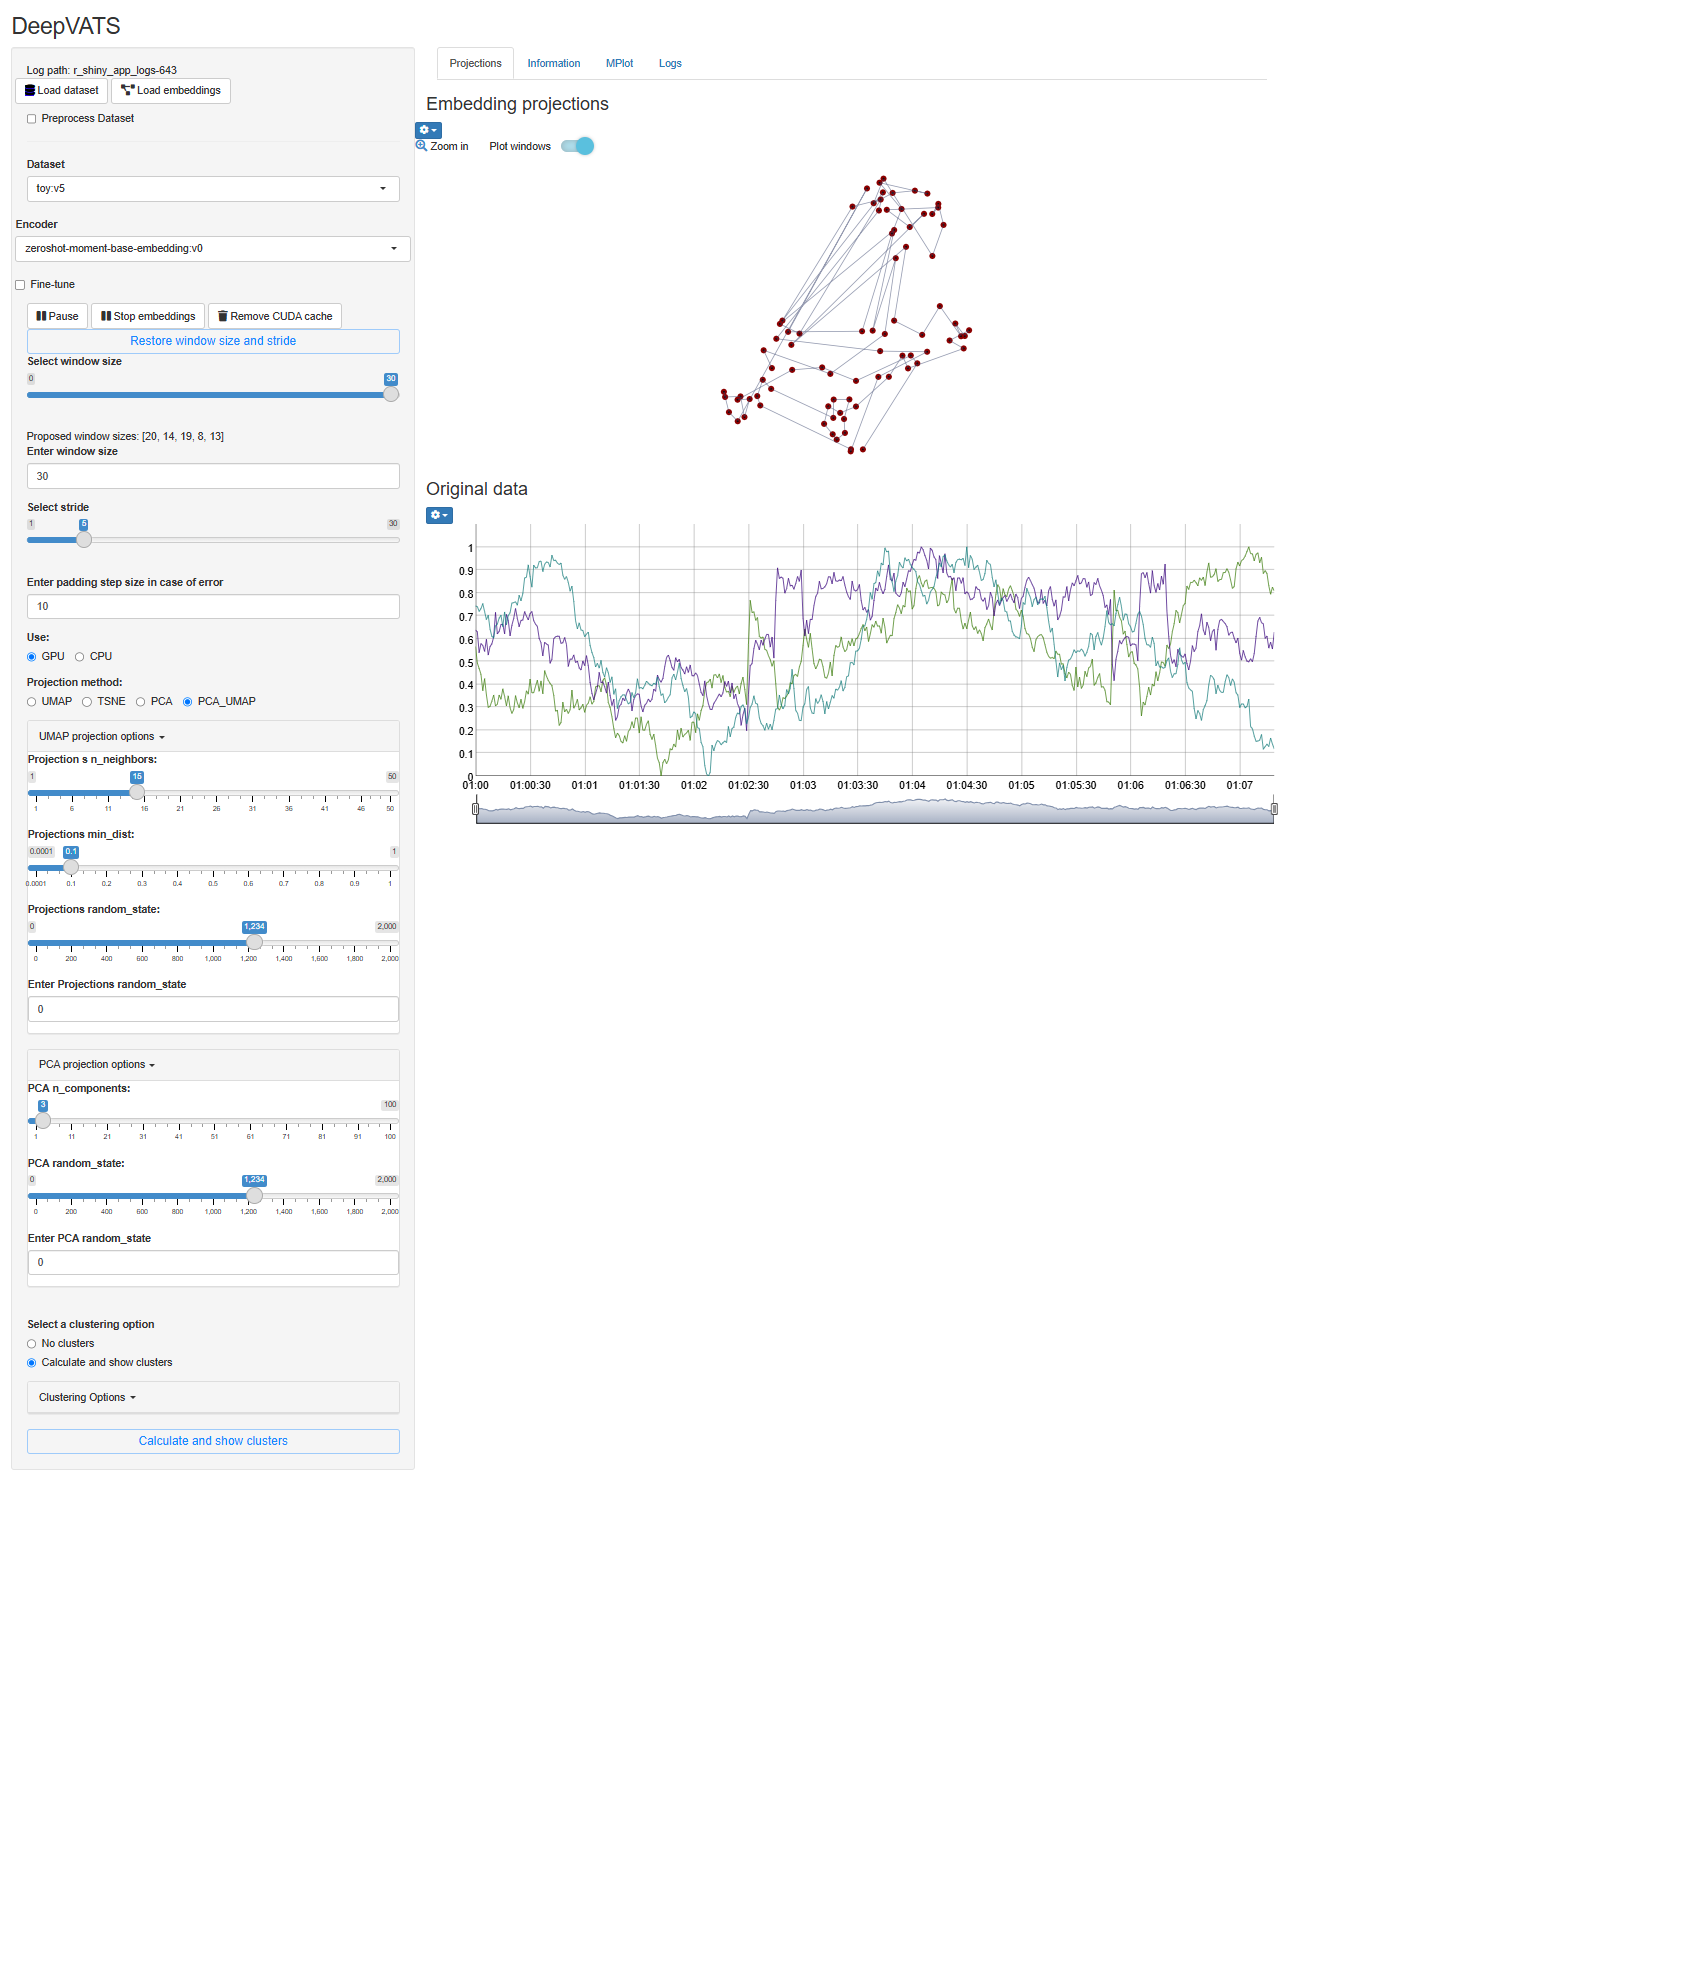 DeepVATS
Log path: r_shiny_app_logs-643
Load dataset
Load embeddings
Preprocess Dataset
Dataset
toy:v5
Encoder
zeroshot-moment-base-embedding:v0
Fine-tune
Pause
Stop embeddings
Remove CUDA cache
Restore window size and stride
Select window size
0
30
Proposed window sizes: [20, 14, 19, 8, 13]
Enter window size
30
Select stride
1
5
30
Enter padding step size in case of error
10
Use:
GPU CPU
Projection method:
UMAP TSNE PCA PCA_UMAP
UMAP projection options
Projection s n_neighbors:
1 15 50
1 6 11 16 21 26 31 36 41 46 50
Projections min_dist:
0.0001 0.1 1
0.0001 0.1 0.2 0.3 0.4 0.5 0.6 0.7 0.8 0.9 1
Projections random_state:
0 1,234 2,000
0 200 400 600 800 1,000 1,200 1,400 1,600 1,800 2,000
Enter Projections random_state
0
PCA projection options
PCA n_components:
3 100
1 11 21 31 41 51 61 71 81 91 100
PCA random_state:
0 1,234 2,000
0 200 400 600 800 1,000 1,200 1,400 1,600 1,800 2,000
Enter PCA random_state
0
Select a clustering option
No clusters
Calculate and show clusters
Clustering Options
Calculate and show clusters
Projections Information MPlot Logs
Embedding projections
Zoom in Plot windows
Original data
1
0.9
0.8
0.7
0.6
0.5
0.4
0.3
0.2
0.1
0
01:00 01:00:30 01:01 01:01:30 01:02 01:02:30 01:03 01:03:30 01:04 01:04:30 01:05 01:05:30 01:06 01:06:30 01:07